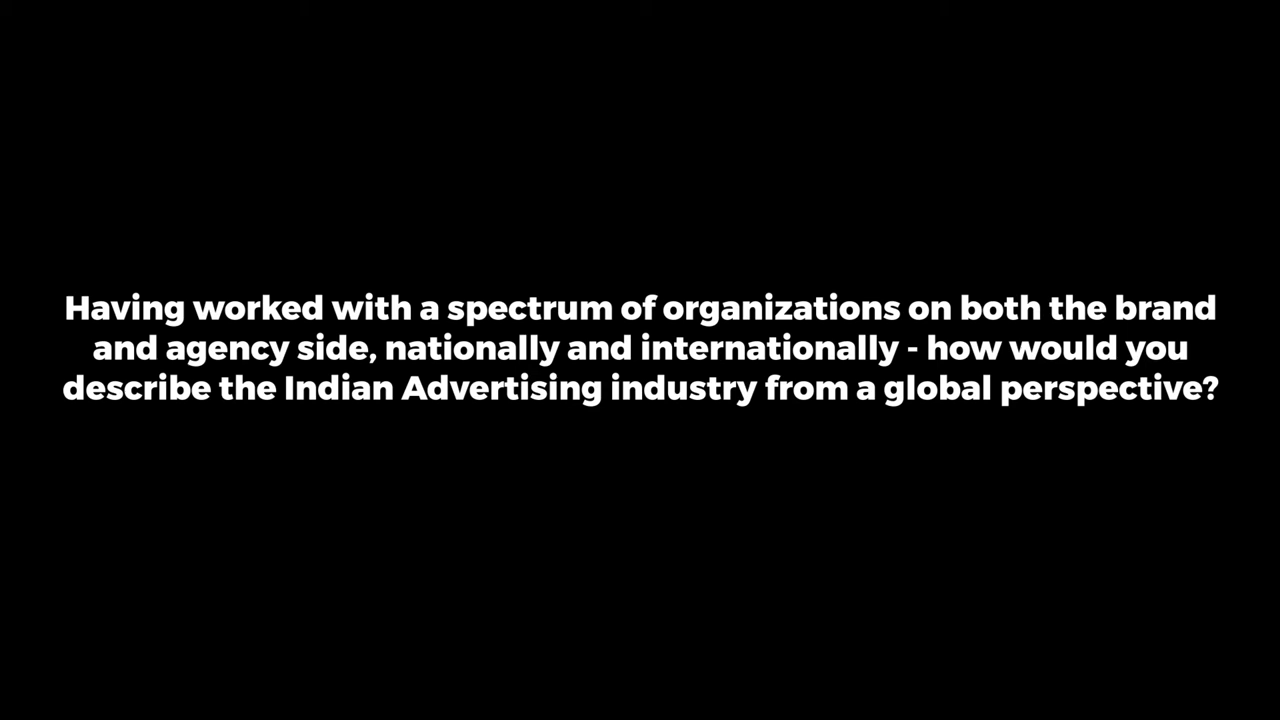 Having worked with a spectrum of organizations on both the brand
and agency side, nationally and internationally - how would you
describe the Indian Advertising industry from a global perspective?